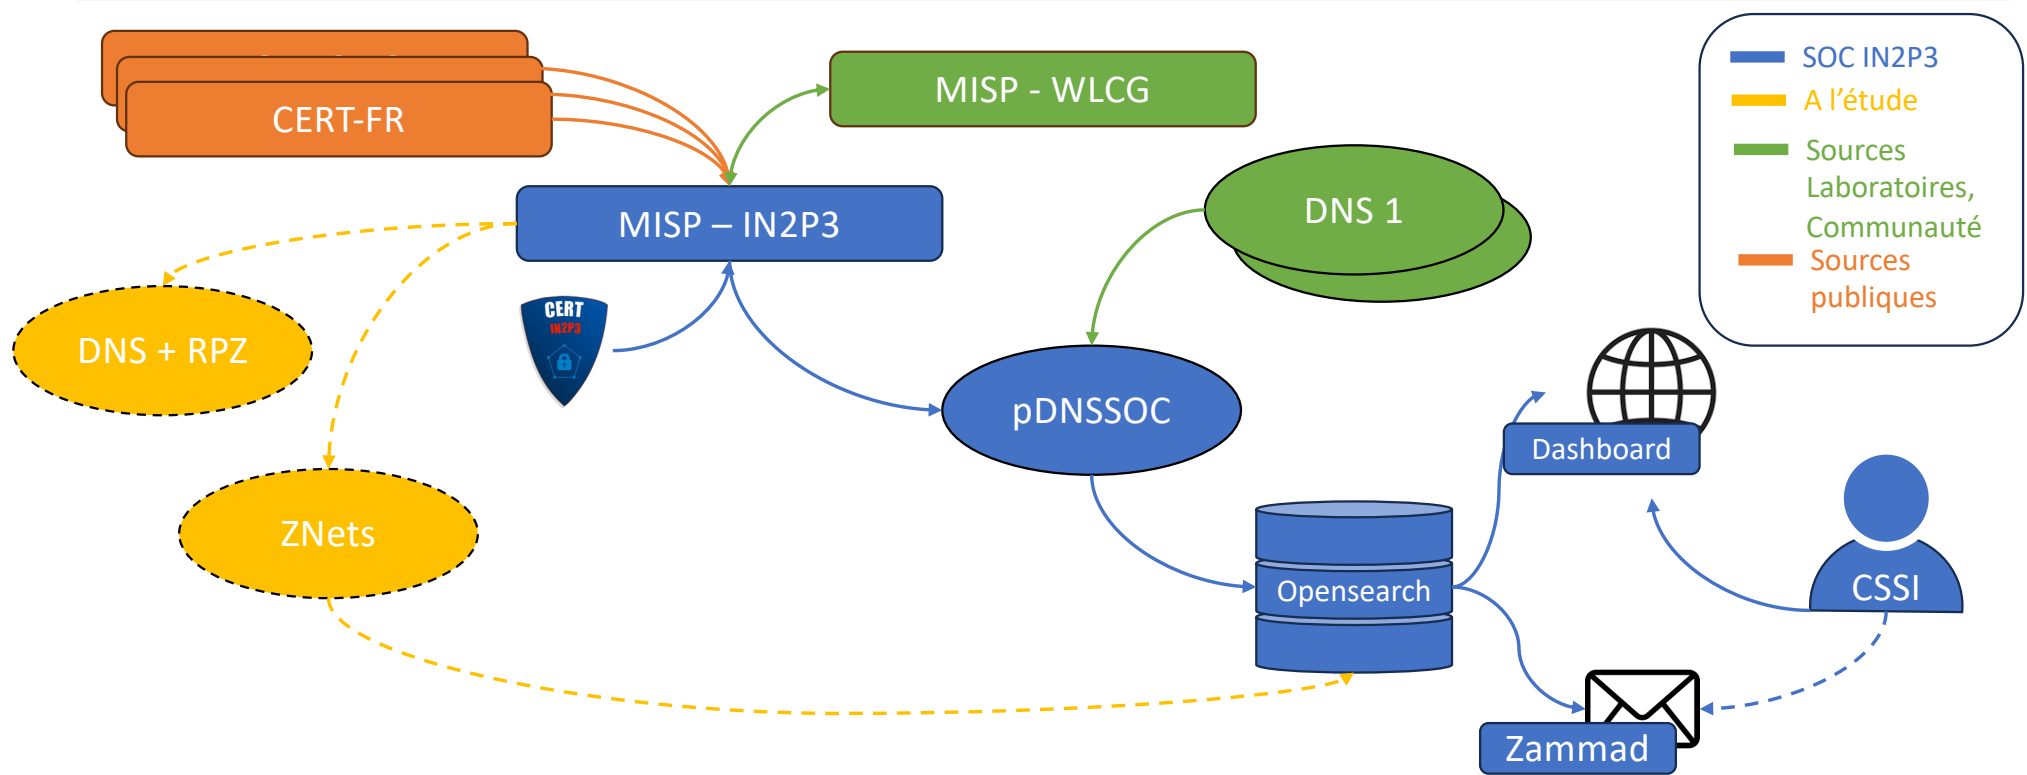 SOC IN2P3
A l'étude
Sources
Laboratoires,
Communauté
Sources
publiques
CERT-FR
MISP - WLCG
MISP – IN2P3
DNS 1
CERT
IN2P3
DNS + RPZ
pDNSSOC
Dashboard
ZNets
Opensearch
CSSI
Zammad